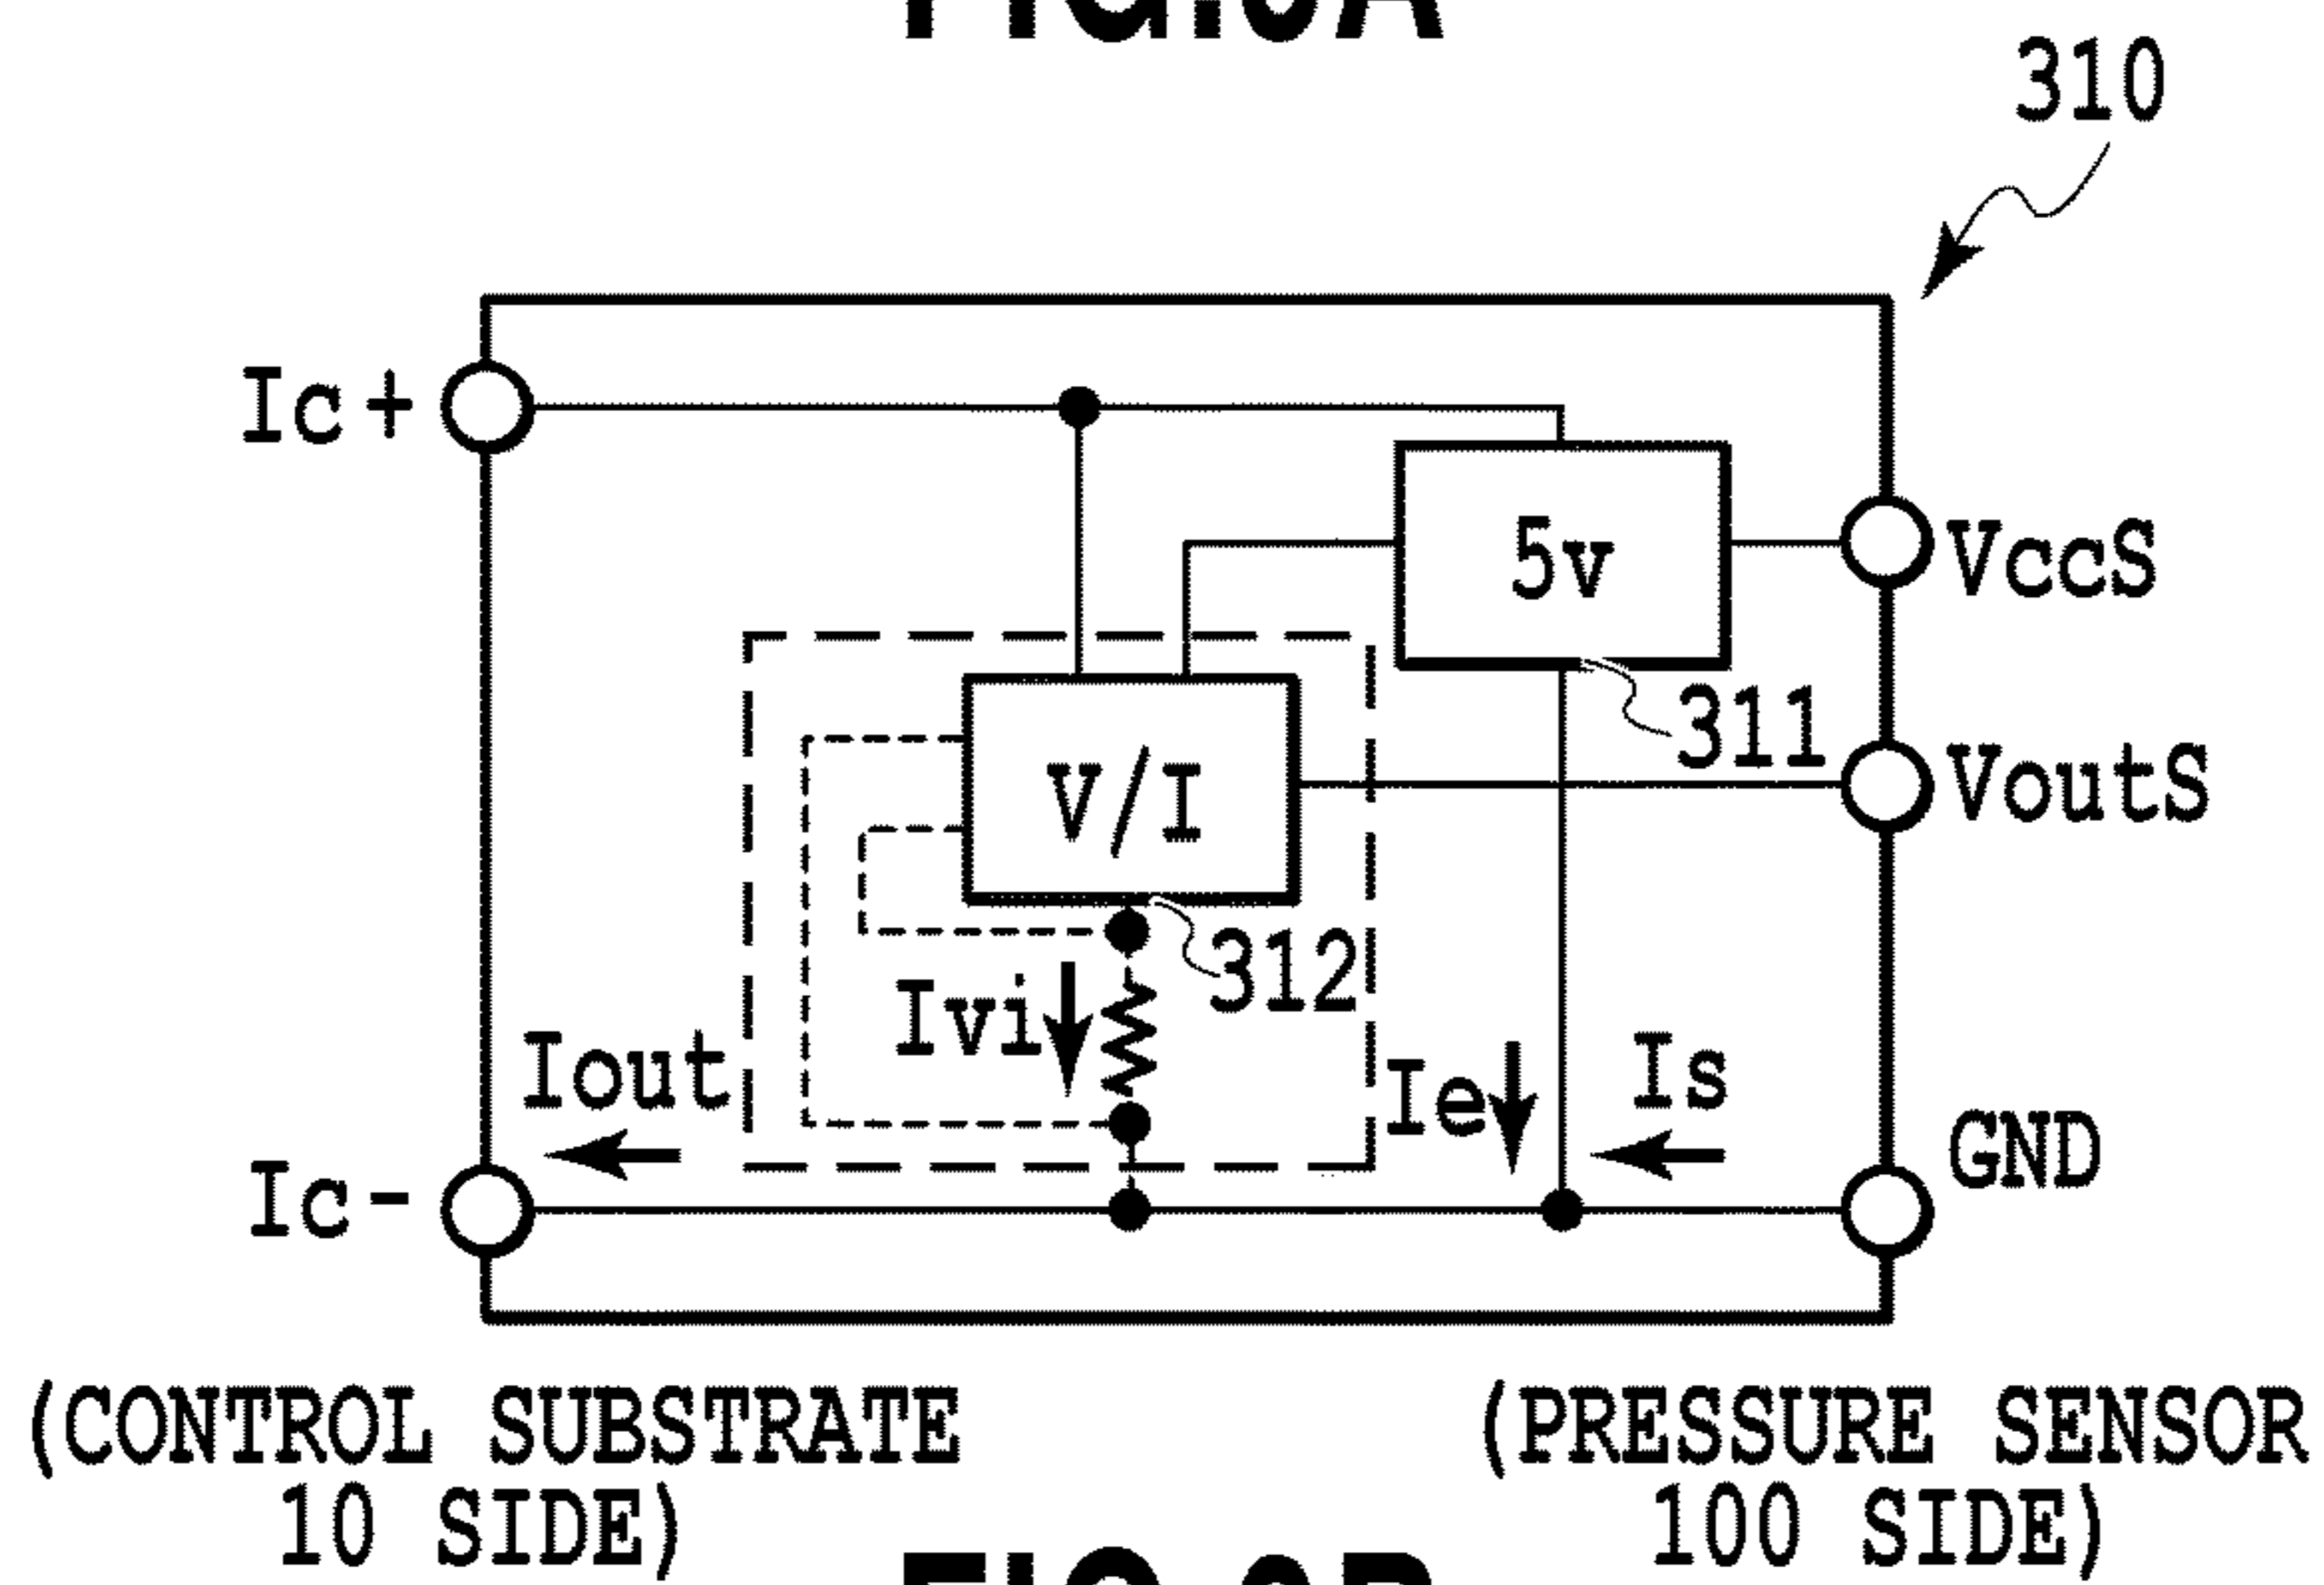 310
Ic+
5v
VccS
311
V/I
VoutS
312
Ivi
Iout
Ie
Is
Ic-
GND
(CONTROL SUBSTRATE
10 SIDE)
(PRESSURE SENSOR
100 SIDE)